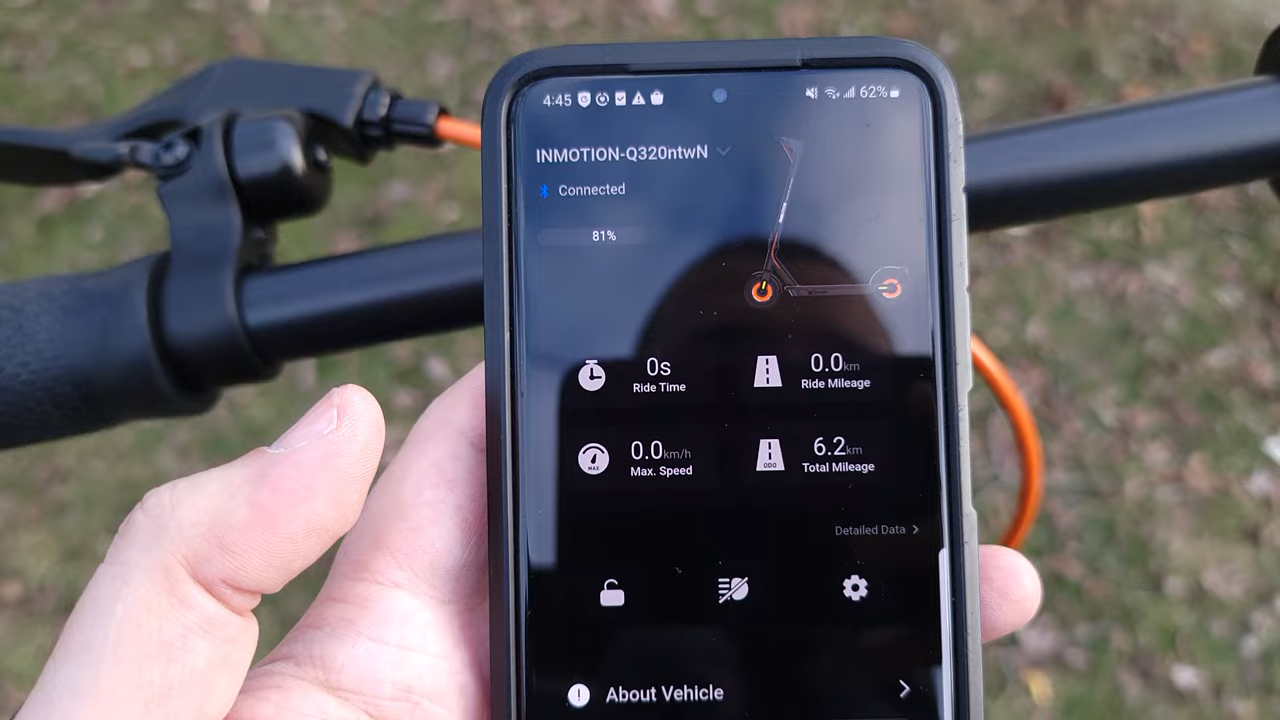 4:45 62%
INMOTION-Q320ntwN
Connected
81%
0s
Ride Time
0.0km
Ride Mileage
0.0km/h
Max. Speed
MAX
6.2km
Total Mileage
ODO
Detailed Data
About Vehicle